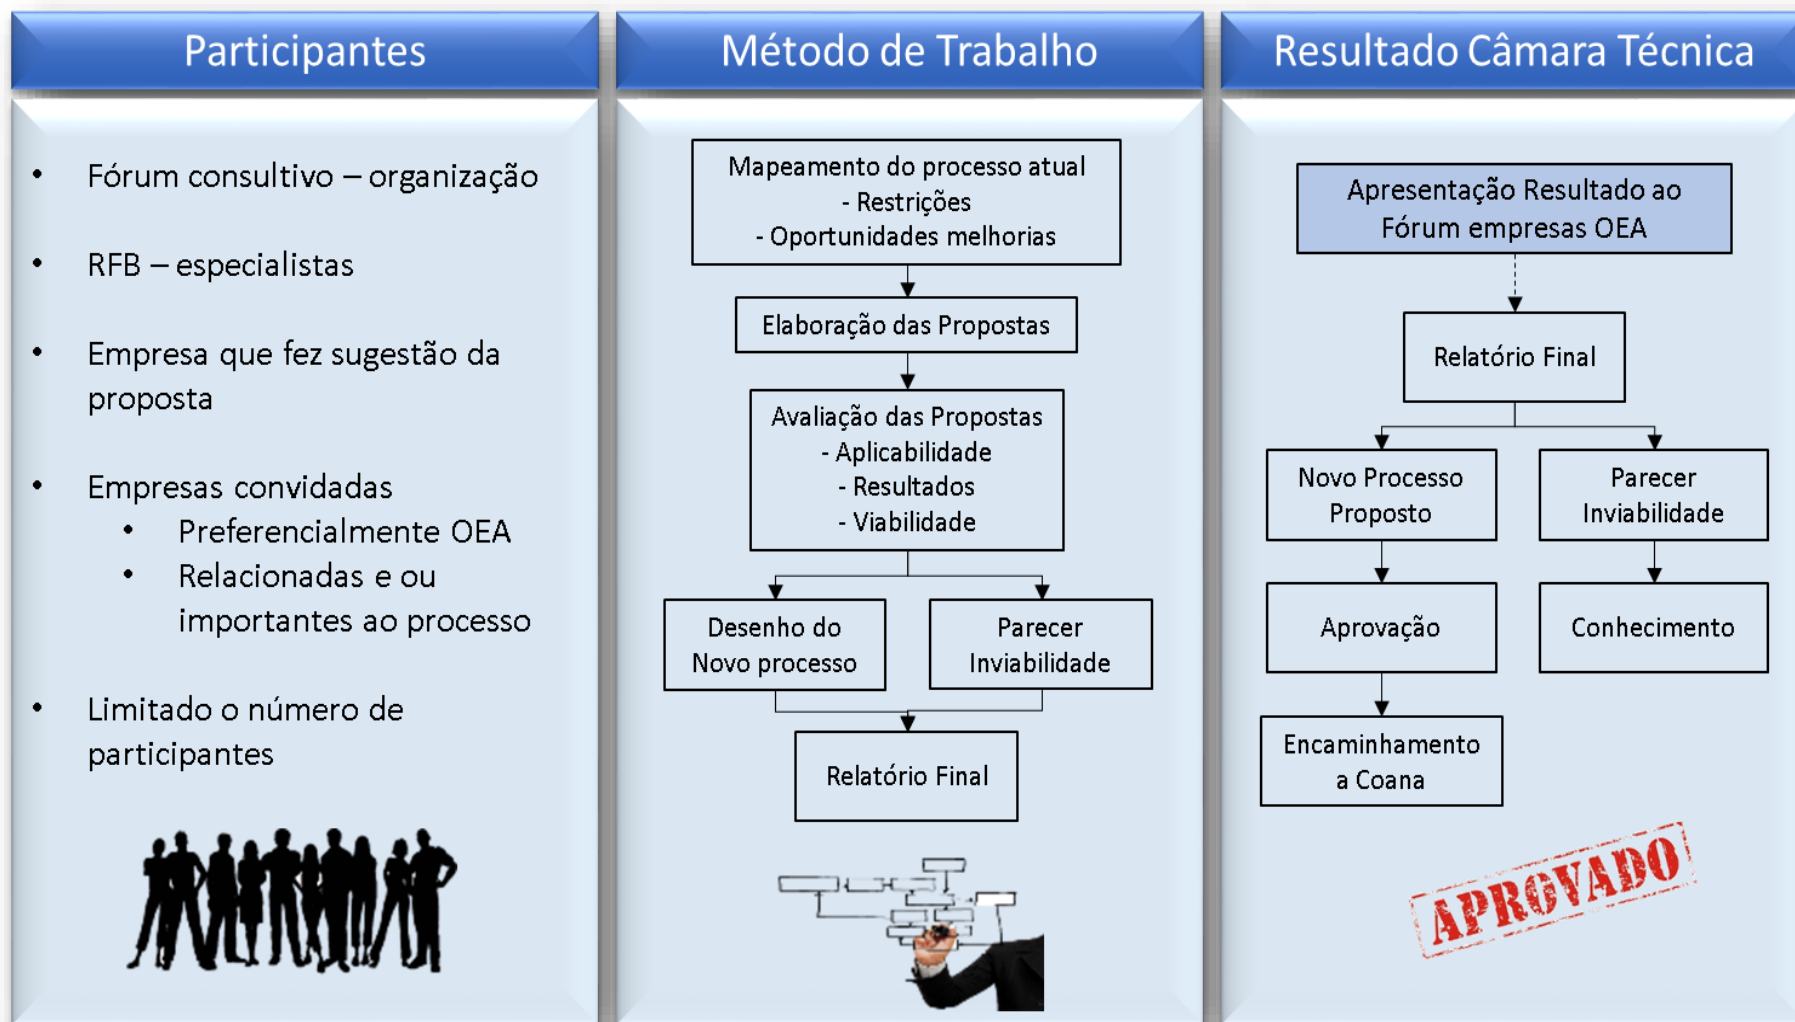 Participantes
• Fórum consultivo – organização
• RFB – especialistas
• Empresa que fez sugestão da
proposta
• Empresas convidadas
• Preferencialmente OEA
• Relacionadas e ou
importantes ao processo
• Limitado o número de
participantes
Método de Trabalho
Mapeamento do processo atual
- Restrições
- Oportunidades melhorias
Elaboração das Propostas
Avaliação das Propostas
- Aplicabilidade
- Resultados
- Viabilidade
Desenho do
Novo processo
Parecer
Inviabilidade
Relatório Final
Resultado Câmara Técnica
Apresentação Resultado ao
Fórum empresas OEA
Relatório Final
Novo Processo
Proposto
Parecer
Inviabilidade
Aprovação
Conhecimento
Encaminhamento
a Coana
APROVADO